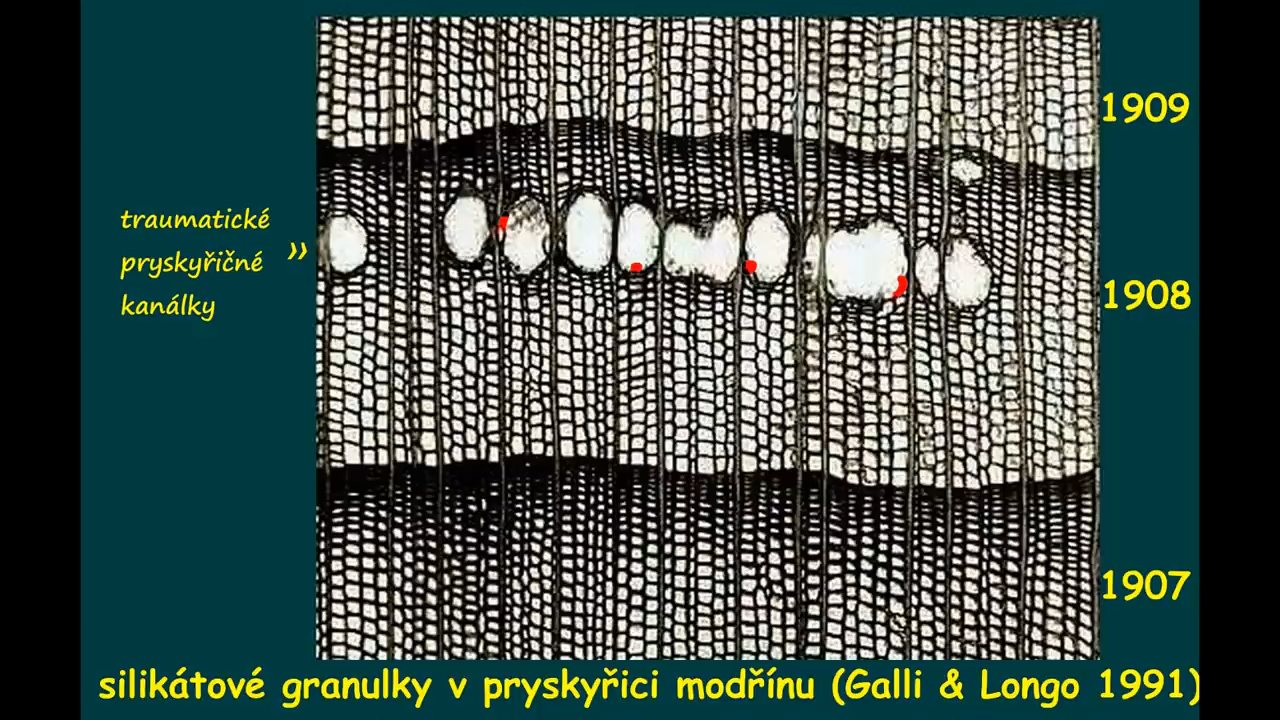 1909
traumatické
pryskyřičné »
kanálky
1908
1907
silikátové granulky v pryskyřici modřínu (Galli & Longo 1991)